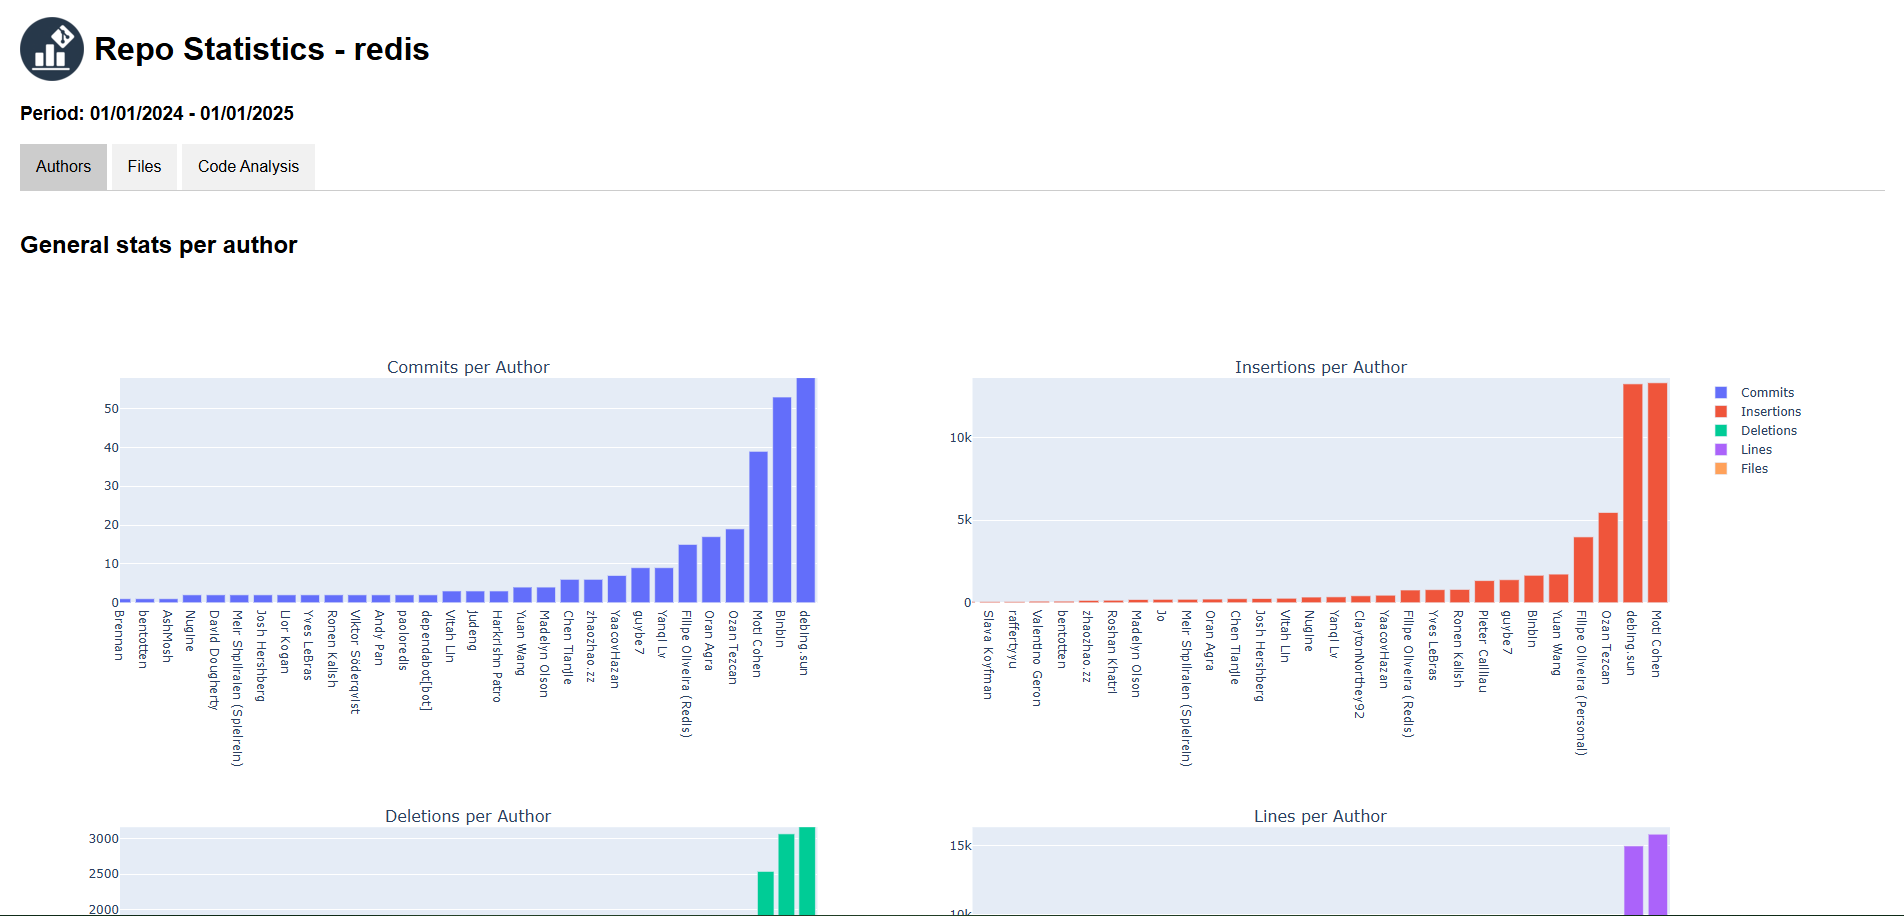 Repo Statistics - redis
Period: 01/01/2024 - 01/01/2025
Authors
Files
Code Analysis
General stats per author
Commits per Author
50
40
30
20
10
0
Brennan
bentotten
AshMosh
Nugine
David Dougherty
Meir Shpilraien (Spielrein)
Josh Hershberg
Lior Kogan
Yves LeBras
Ronen Kalish
Viktor Söderqvist
Andy Pan
paoloredis
dependabot[bot]
Vitah Lin
judeng
Harkrishn Patro
Yuan Wang
Madelyn Olson
Chen Tianjie
zhaozhao.zz
YaacovHazan
guybe7
Yanqi Lv
Filipe Oliveira (Redis)
Oran Agra
Ozan Tezcan
Moti Cohen
Binbin
debing.sun
Insertions per Author
10k
5k
0
Slava Koyfman
raffertyyu
Valentino Geron
bentotten
zhaozhao.zz
Roshan Khatri
Madelyn Olson
Jo
Meir Shpilraien (Spielrein)
Oran Agra
Chen Tianjie
Josh Hershberg
Vitah Lin
Nugine
Yanqi Lv
ClaytonNorthey92
YaacovHazan
Filipe Oliveira (Redis)
Yves LeBras
Ronen Kalish
Pieter Cailliau
guybe7
Binbin
Yuan Wang
Filipe Oliveira (Personal)
Ozan Tezcan
debing.sun
Moti Cohen
Commits
Insertions
Deletions
Lines
Files
Deletions per Author
3000
2500
2000
Lines per Author
15k
10k